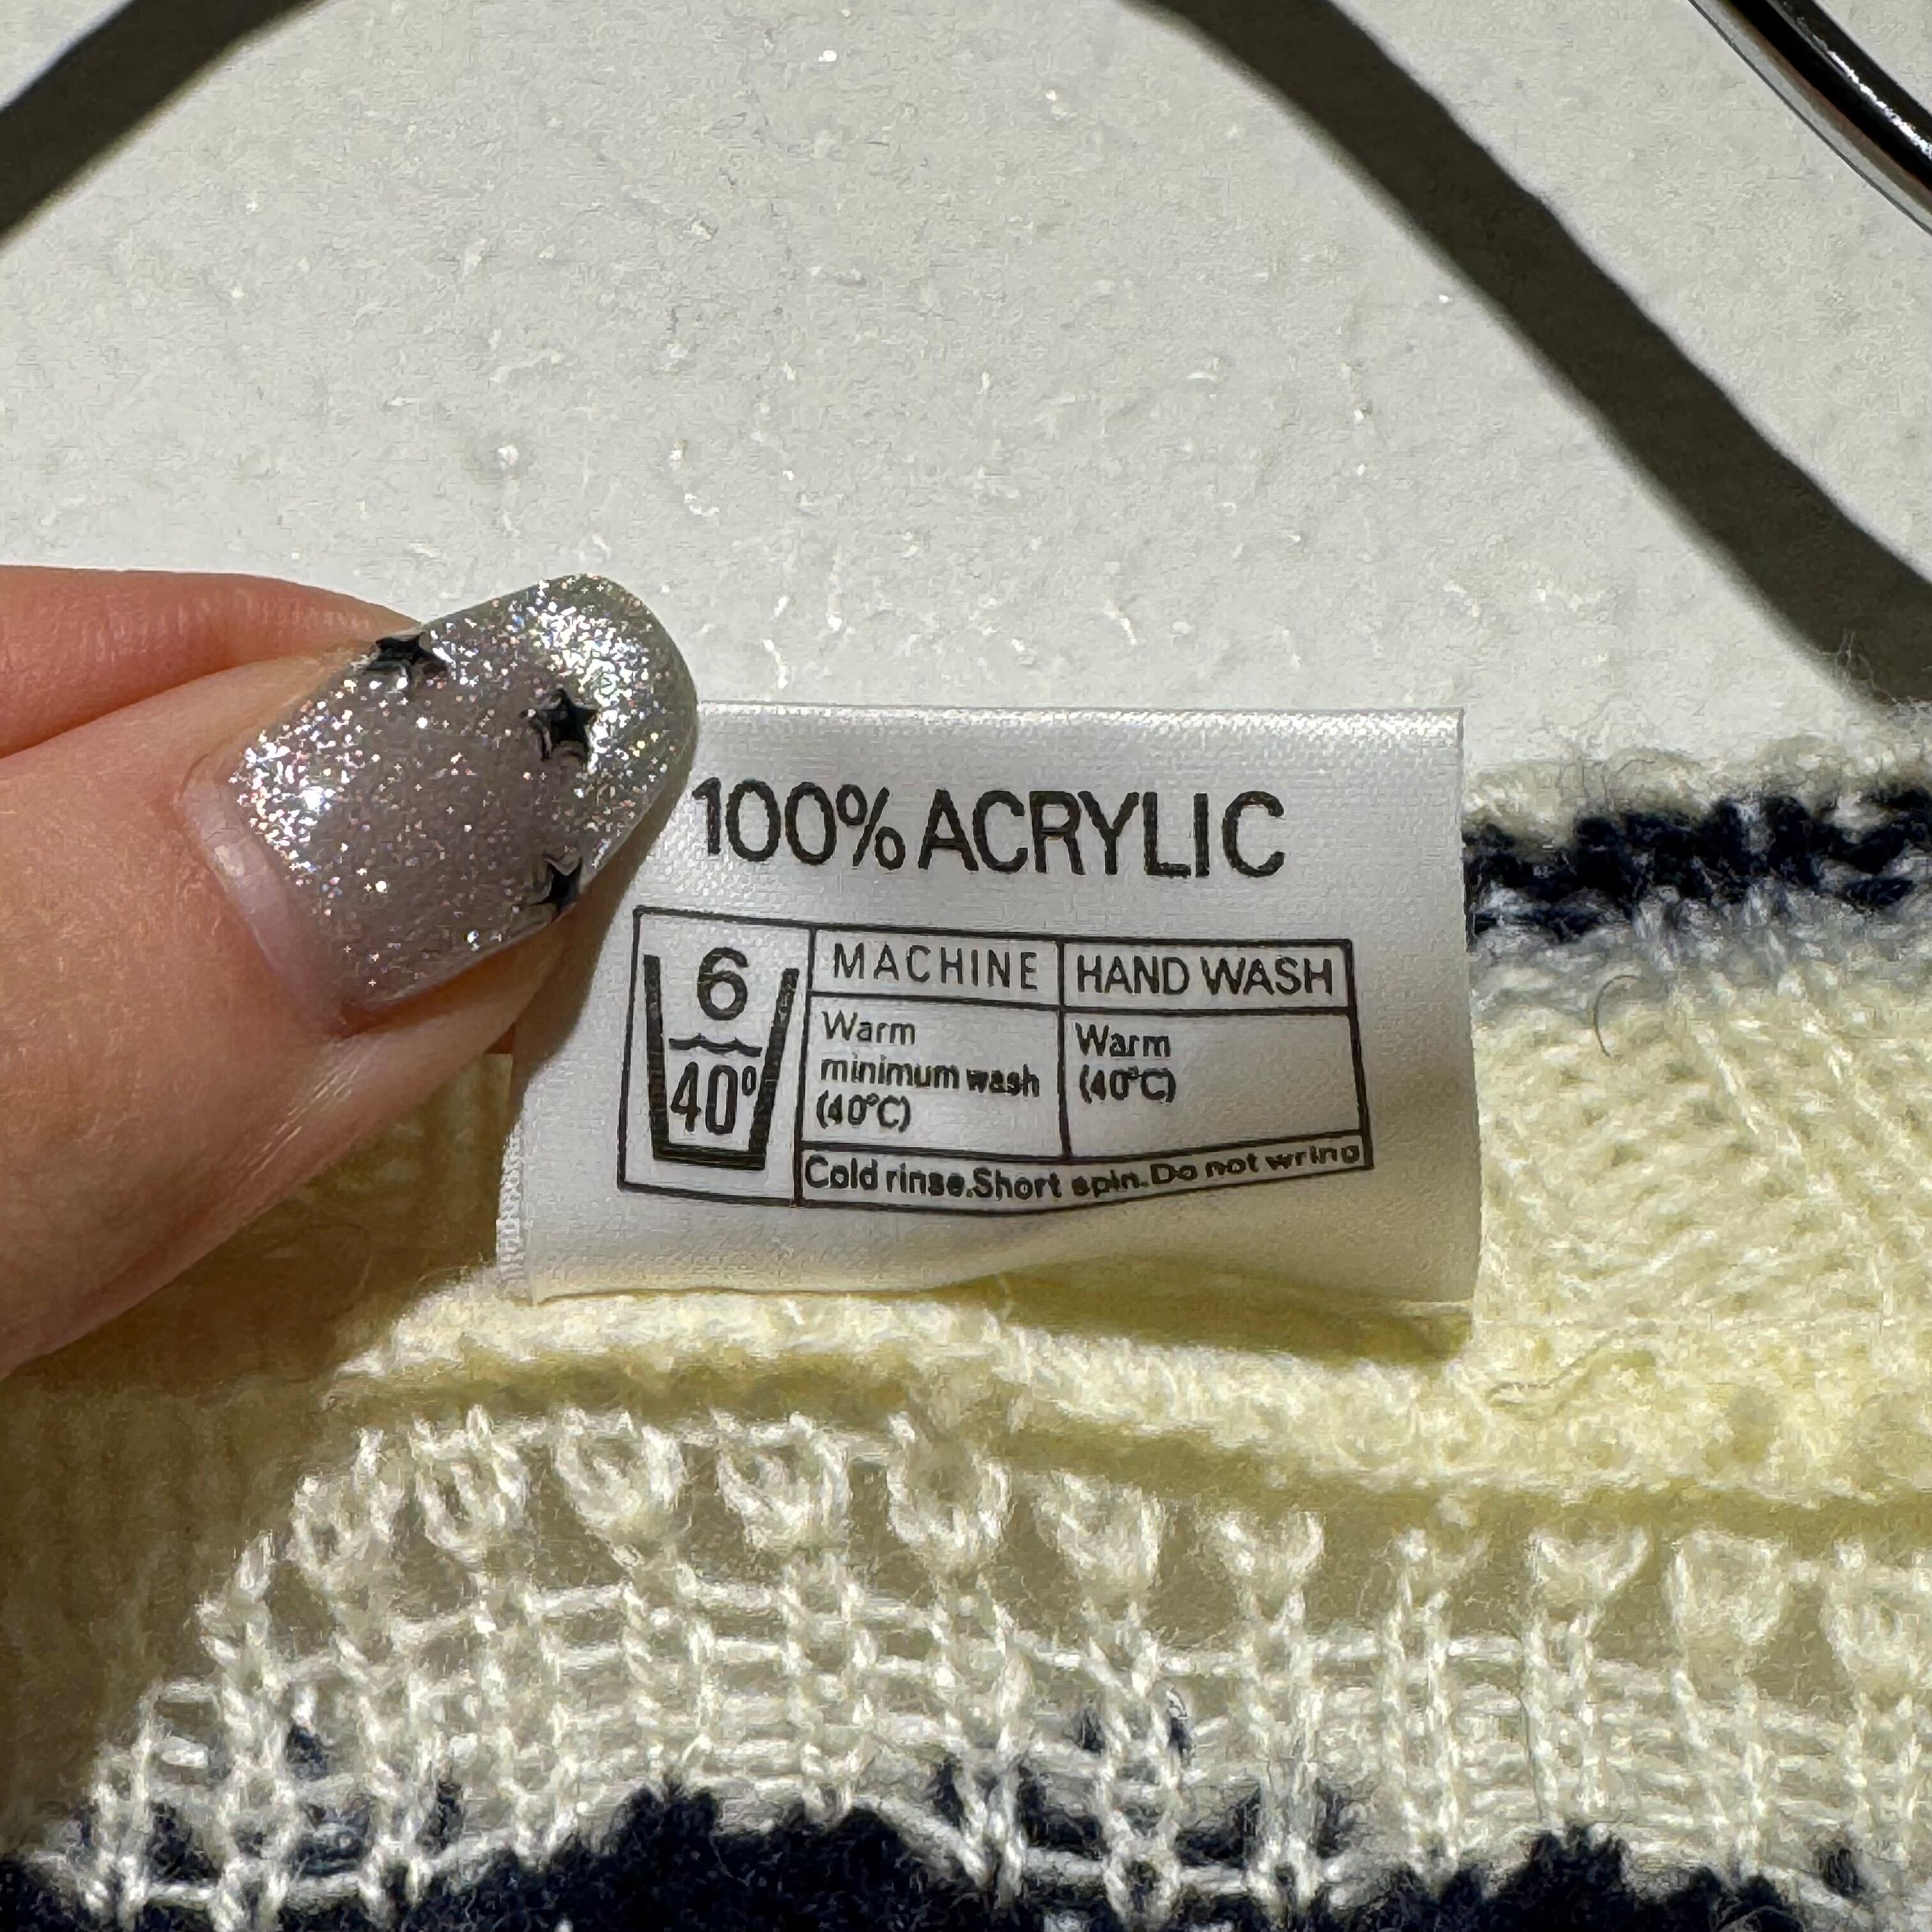 100% ACRYLIC
6
40°
MACHINE
Warm
minimum wash
(40°C)
HAND WASH
Warm
(40°C)
Cold rinse. Short spin. Do not wring